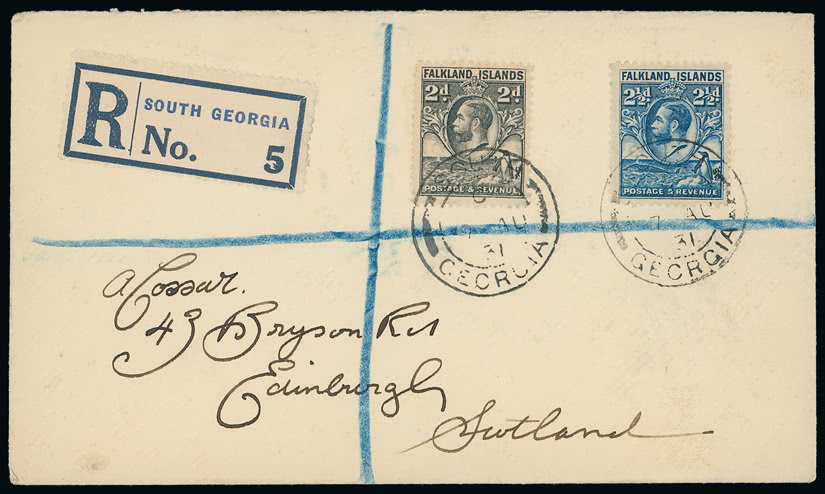 R
SOUTH GEORGIA
No. 5
FALKLAND ISLANDS
2d. 2d.
POSTAGE & REVENUE
FALKLAND ISLANDS
2½d 2½d
POSTAGE & REVENUE
7 AU
31
GEORGIA
7 AU
31
GEORGIA
A Cossar.
43 Bryson Rd
Edinburgh
Scotland